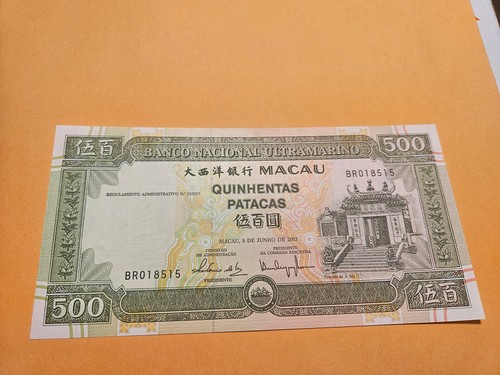 伍百 BANCO NACIONAL ULTRAMARINO 500
大西洋銀行 MACAU
BR018515
QUINHENTAS
PATACAS
REGULAMENTO ADMINISTRATIVO N.º
伍百圓
MACAU, 8 DE JUNHO DE 2003
CONSELHO
DE ADMINISTRAÇÃO
PRESIDENTE
DA COMISSÃO EXECUTIVA
BR018515
PRESIDENTE
500 伍百